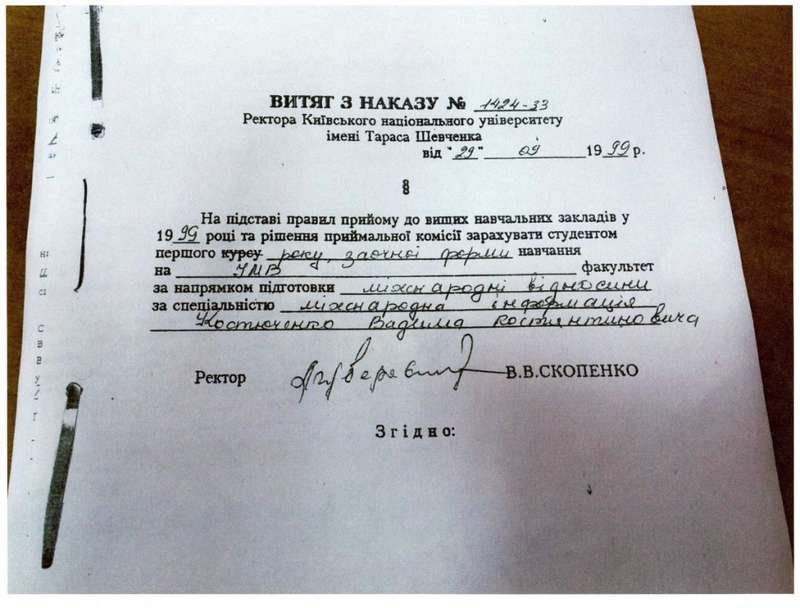 ВИТЯГ З НАКАЗУ № 1424-33
Ректора Київського національного університету
імені Тараса Шевченка
від "29" 09 1999 р.
§
На підставі правил прийому до вищих навчальних закладів у
1999 році та рішення приймальної комісії зарахувати студентом
першого курсу року, заочної форми навчання
на ІМВ факультет
за напрямком підготовки міжнародні відносини
за спеціальністю міжнародна інформація
Костюченко Вадима Костянтиновича
Ректор В.В.СКОПЕНКО
Згідно: